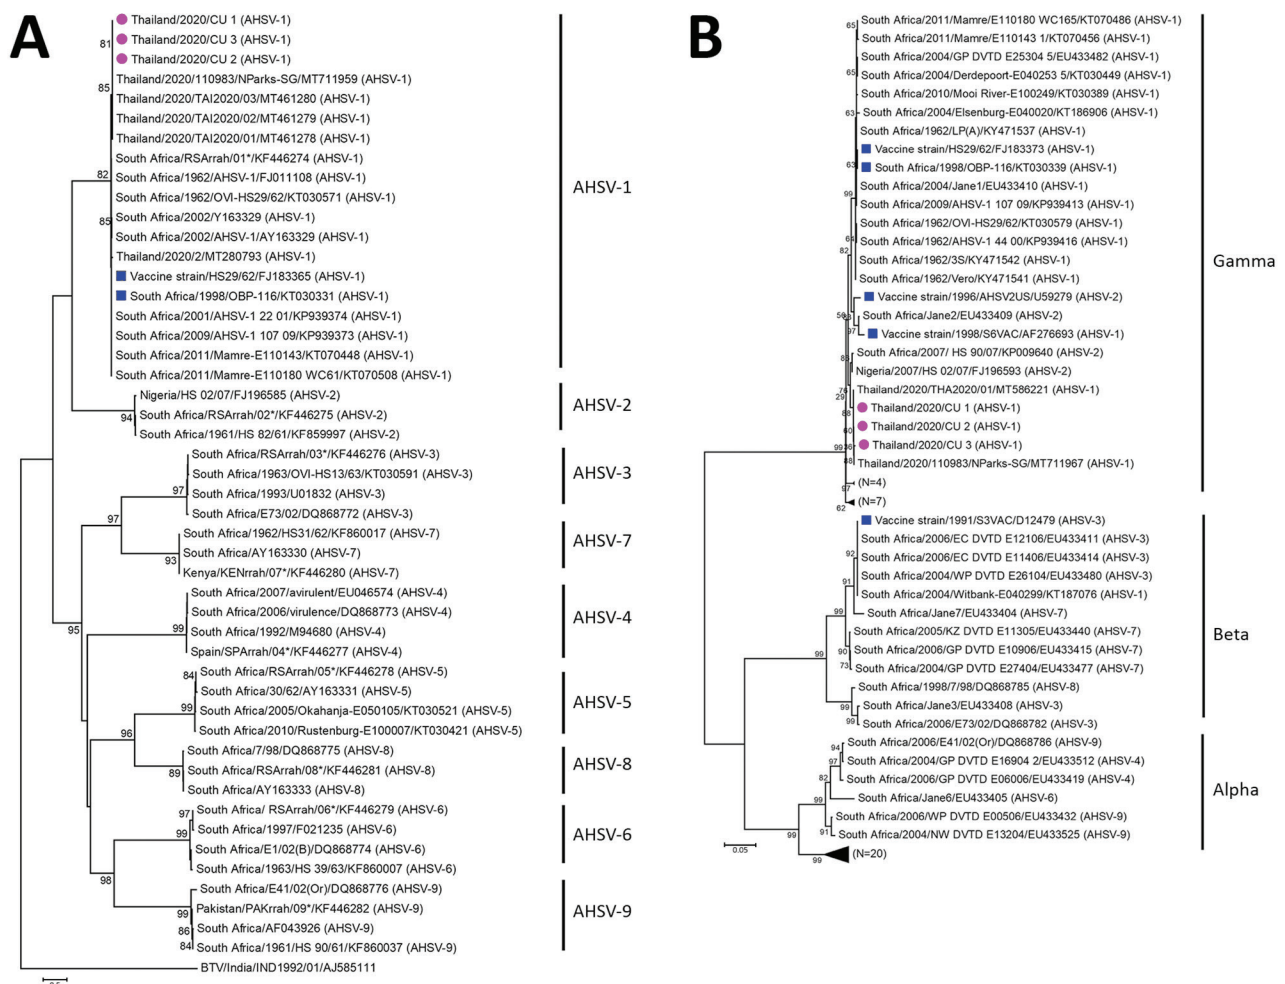 A
Thailand/2020/CU 1 (AHSV-1)
Thailand/2020/CU 3 (AHSV-1)
81
Thailand/2020/CU 2 (AHSV-1)
Thailand/2020/110983/NParks-SG/MT711959 (AHSV-1)
85
Thailand/2020/TAI2020/03/MT461280 (AHSV-1)
Thailand/2020/TAI2020/02/MT461279 (AHSV-1)
Thailand/2020/TAI2020/01/MT461278 (AHSV-1)
South Africa/RSArrah/01*/KF446274 (AHSV-1)
82
South Africa/1962/AHSV-1/FJ011108 (AHSV-1)
AHSV-1
South Africa/1962/OVI-HS29/62/KT030571 (AHSV-1)
South Africa/2002/Y163329 (AHSV-1)
85
South Africa/2002/AHSV-1/AY163329 (AHSV-1)
Thailand/2020/2/MT280793 (AHSV-1)
Vaccine strain/HS29/62/FJ183365 (AHSV-1)
South Africa/1998/OBP-116/KT030331 (AHSV-1)
South Africa/2001/AHSV-1 22 01/KP939374 (AHSV-1)
South Africa/2009/AHSV-1 107 09/KP939373 (AHSV-1)
South Africa/2011/Mamre-E110143/KT070448 (AHSV-1)
South Africa/2011/Mamre-E110180 WC61/KT070508 (AHSV-1)
Nigeria/HS 02/07/FJ196585 (AHSV-2)
94
South Africa/RSArrah/02*/KF446275 (AHSV-2)
AHSV-2
South Africa/1961/HS 82/61/KF859997 (AHSV-2)
South Africa/RSArrah/03*/KF446276 (AHSV-3)
South Africa/1963/OVI-HS13/63/KT030591 (AHSV-3)
AHSV-3
97
South Africa/1993/U01832 (AHSV-3)
South Africa/E73/02/DQ868772 (AHSV-3)
97
South Africa/1962/HS31/62/KF860017 (AHSV-7)
South Africa/AY163330 (AHSV-7)
AHSV-7
93
Kenya/KENrrah/07*/KF446280 (AHSV-7)
South Africa/2007/avirulent/EU046574 (AHSV-4)
South Africa/2006/virulence/DQ868773 (AHSV-4)
AHSV-4
95
99
South Africa/1992/M94680 (AHSV-4)
Spain/SPArrah/04*/KF446277 (AHSV-4)
84
South Africa/RSArrah/05*/KF446278 (AHSV-5)
South Africa/30/62/AY163331 (AHSV-5)
AHSV-5
99
South Africa/2005/Okahanja-E050105/KT030521 (AHSV-5)
96
South Africa/2010/Rustenburg-E100007/KT030421 (AHSV-5)
South Africa/7/98/DQ868775 (AHSV-8)
89
South Africa/RSArrah/08*/KF446281 (AHSV-8)
AHSV-8
South Africa/AY163333 (AHSV-8)
97
South Africa/ RSArrah/06*/KF446279 (AHSV-6)
99
South Africa/1997/F021235 (AHSV-6)
AHSV-6
South Africa/E1/02(B)/DQ868774 (AHSV-6)
South Africa/1963/HS 39/63/KF860007 (AHSV-6)
98
South Africa/E41/02(Or)/DQ868776 (AHSV-9)
99
Pakistan/PAKrrah/09*/KF446282 (AHSV-9)
AHSV-9
86
South Africa/AF043926 (AHSV-9)
84
South Africa/1961/HS 90/61/KF860037 (AHSV-9)
BTV/India/IND1992/01/AJ585111
B
65
South Africa/2011/Mamre/E110180 WC165/KT070486 (AHSV-1)
South Africa/2011/Mamre/E110143 1/KT070456 (AHSV-1)
South Africa/2004/GP DVTD E25304 5/EU433482 (AHSV-1)
65
South Africa/2004/Derdepoort-E040253 5/KT030449 (AHSV-1)
South Africa/2010/Mooi River-E100249/KT030389 (AHSV-1)
63
South Africa/2004/Elsenburg-E040020/KT186906 (AHSV-1)
South Africa/1962/LP(A)/KY471537 (AHSV-1)
Vaccine strain/HS29/62/FJ183373 (AHSV-1)
63
South Africa/1998/OBP-116/KT030339 (AHSV-1)
99
South Africa/2004/Jane1/EU433410 (AHSV-1)
South Africa/2009/AHSV-1 107 09/KP939413 (AHSV-1)
South Africa/1962/OVI-HS29/62/KT030579 (AHSV-1)
South Africa/1962/AHSV-1 44 00/KP939416 (AHSV-1)
82
South Africa/1962/3S/KY471542 (AHSV-1)
Gamma
South Africa/1962/Vero/KY471541 (AHSV-1)
Vaccine strain/1996/AHSV2US/U59279 (AHSV-2)
South Africa/Jane2/EU433409 (AHSV-2)
97
Vaccine strain/1998/S6VAC/AF276693 (AHSV-1)
South Africa/2007/ HS 90/07/KP009640 (AHSV-2)
Nigeria/2007/HS 02/07/FJ196593 (AHSV-2)
Thailand/2020/THA2020/01/MT586221 (AHSV-1)
29
Thailand/2020/CU 1 (AHSV-1)
88
Thailand/2020/CU 2 (AHSV-1)
60
Thailand/2020/CU 3 (AHSV-1)
99
Thailand/2020/110983/NParks-SG/MT711967 (AHSV-1)
88
(N=4)
97
(N=7)
62
Vaccine strain/1991/S3VAC/D12479 (AHSV-3)
South Africa/2006/EC DVTD E12106/EU433411 (AHSV-3)
92
South Africa/2006/EC DVTD E11406/EU433414 (AHSV-3)
91
South Africa/2004/WP DVTD E26104/EU433480 (AHSV-3)
South Africa/2004/Witbank-E040299/KT187076 (AHSV-1)
99
South Africa/Jane7/EU433404 (AHSV-7)
South Africa/2005/KZ DVTD E11305/EU433440 (AHSV-7)
Beta
90
South Africa/2006/GP DVTD E10906/EU433415 (AHSV-7)
99
73
South Africa/2004/GP DVTD E27404/EU433477 (AHSV-7)
South Africa/1998/7/98/DQ868785 (AHSV-8)
99
South Africa/Jane3/EU433408 (AHSV-3)
99
South Africa/2006/E73/02/DQ868782 (AHSV-3)
94
South Africa/2006/E41/02(Or)/DQ868786 (AHSV-9)
97
South Africa/2004/GP DVTD E16904 2/EU433512 (AHSV-4)
82
South Africa/2006/GP DVTD E06006/EU433419 (AHSV-4)
Alpha
99
South Africa/Jane6/EU433405 (AHSV-6)
South Africa/2006/WP DVTD E00506/EU433432 (AHSV-9)
91
99
South Africa/2004/NW DVTD E13204/EU433525 (AHSV-9)
0.05
(N=20)
99